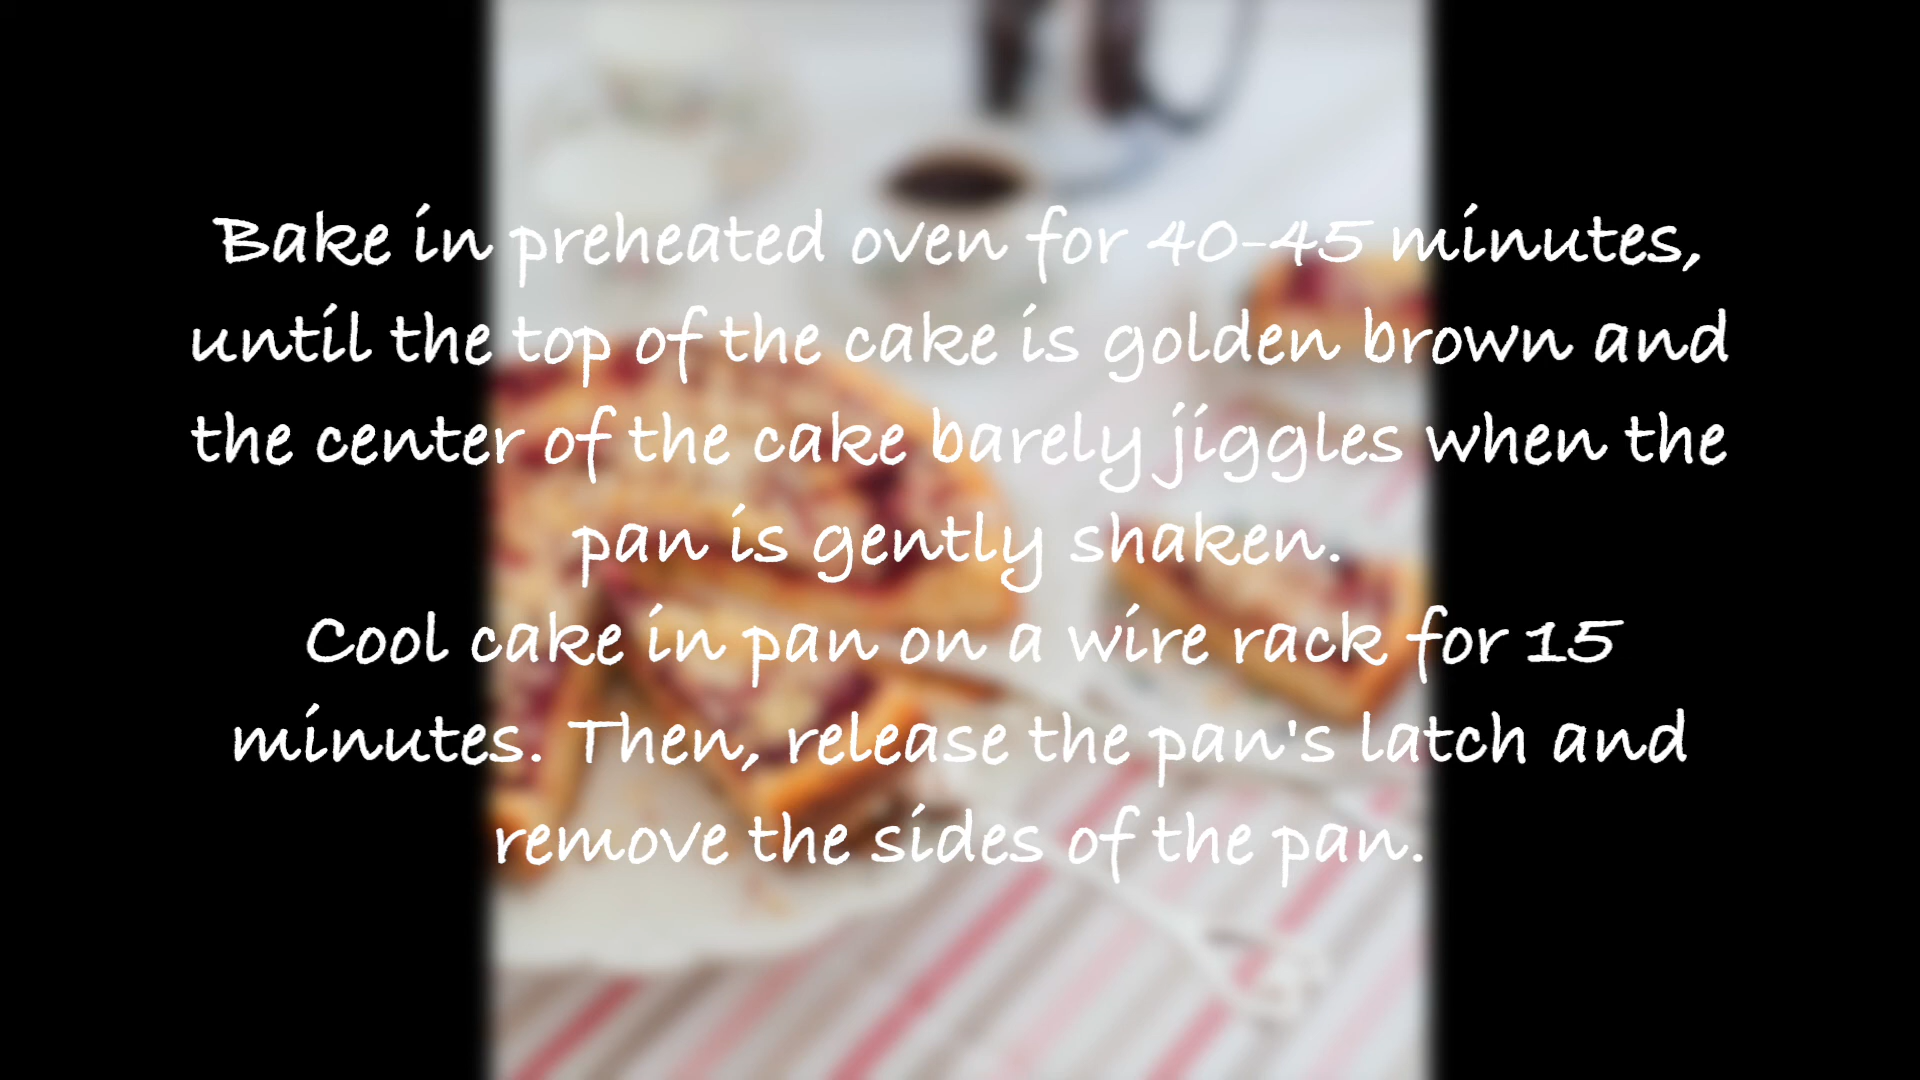 Bake in preheated oven for 40-45 minutes,
until the top of the cake is golden brown and
the center of the cake barely jiggles when the
pan is gently shaken.
Cool cake in pan on a wire rack for 15
minutes. Then, release the pan's latch and
remove the sides of the pan.